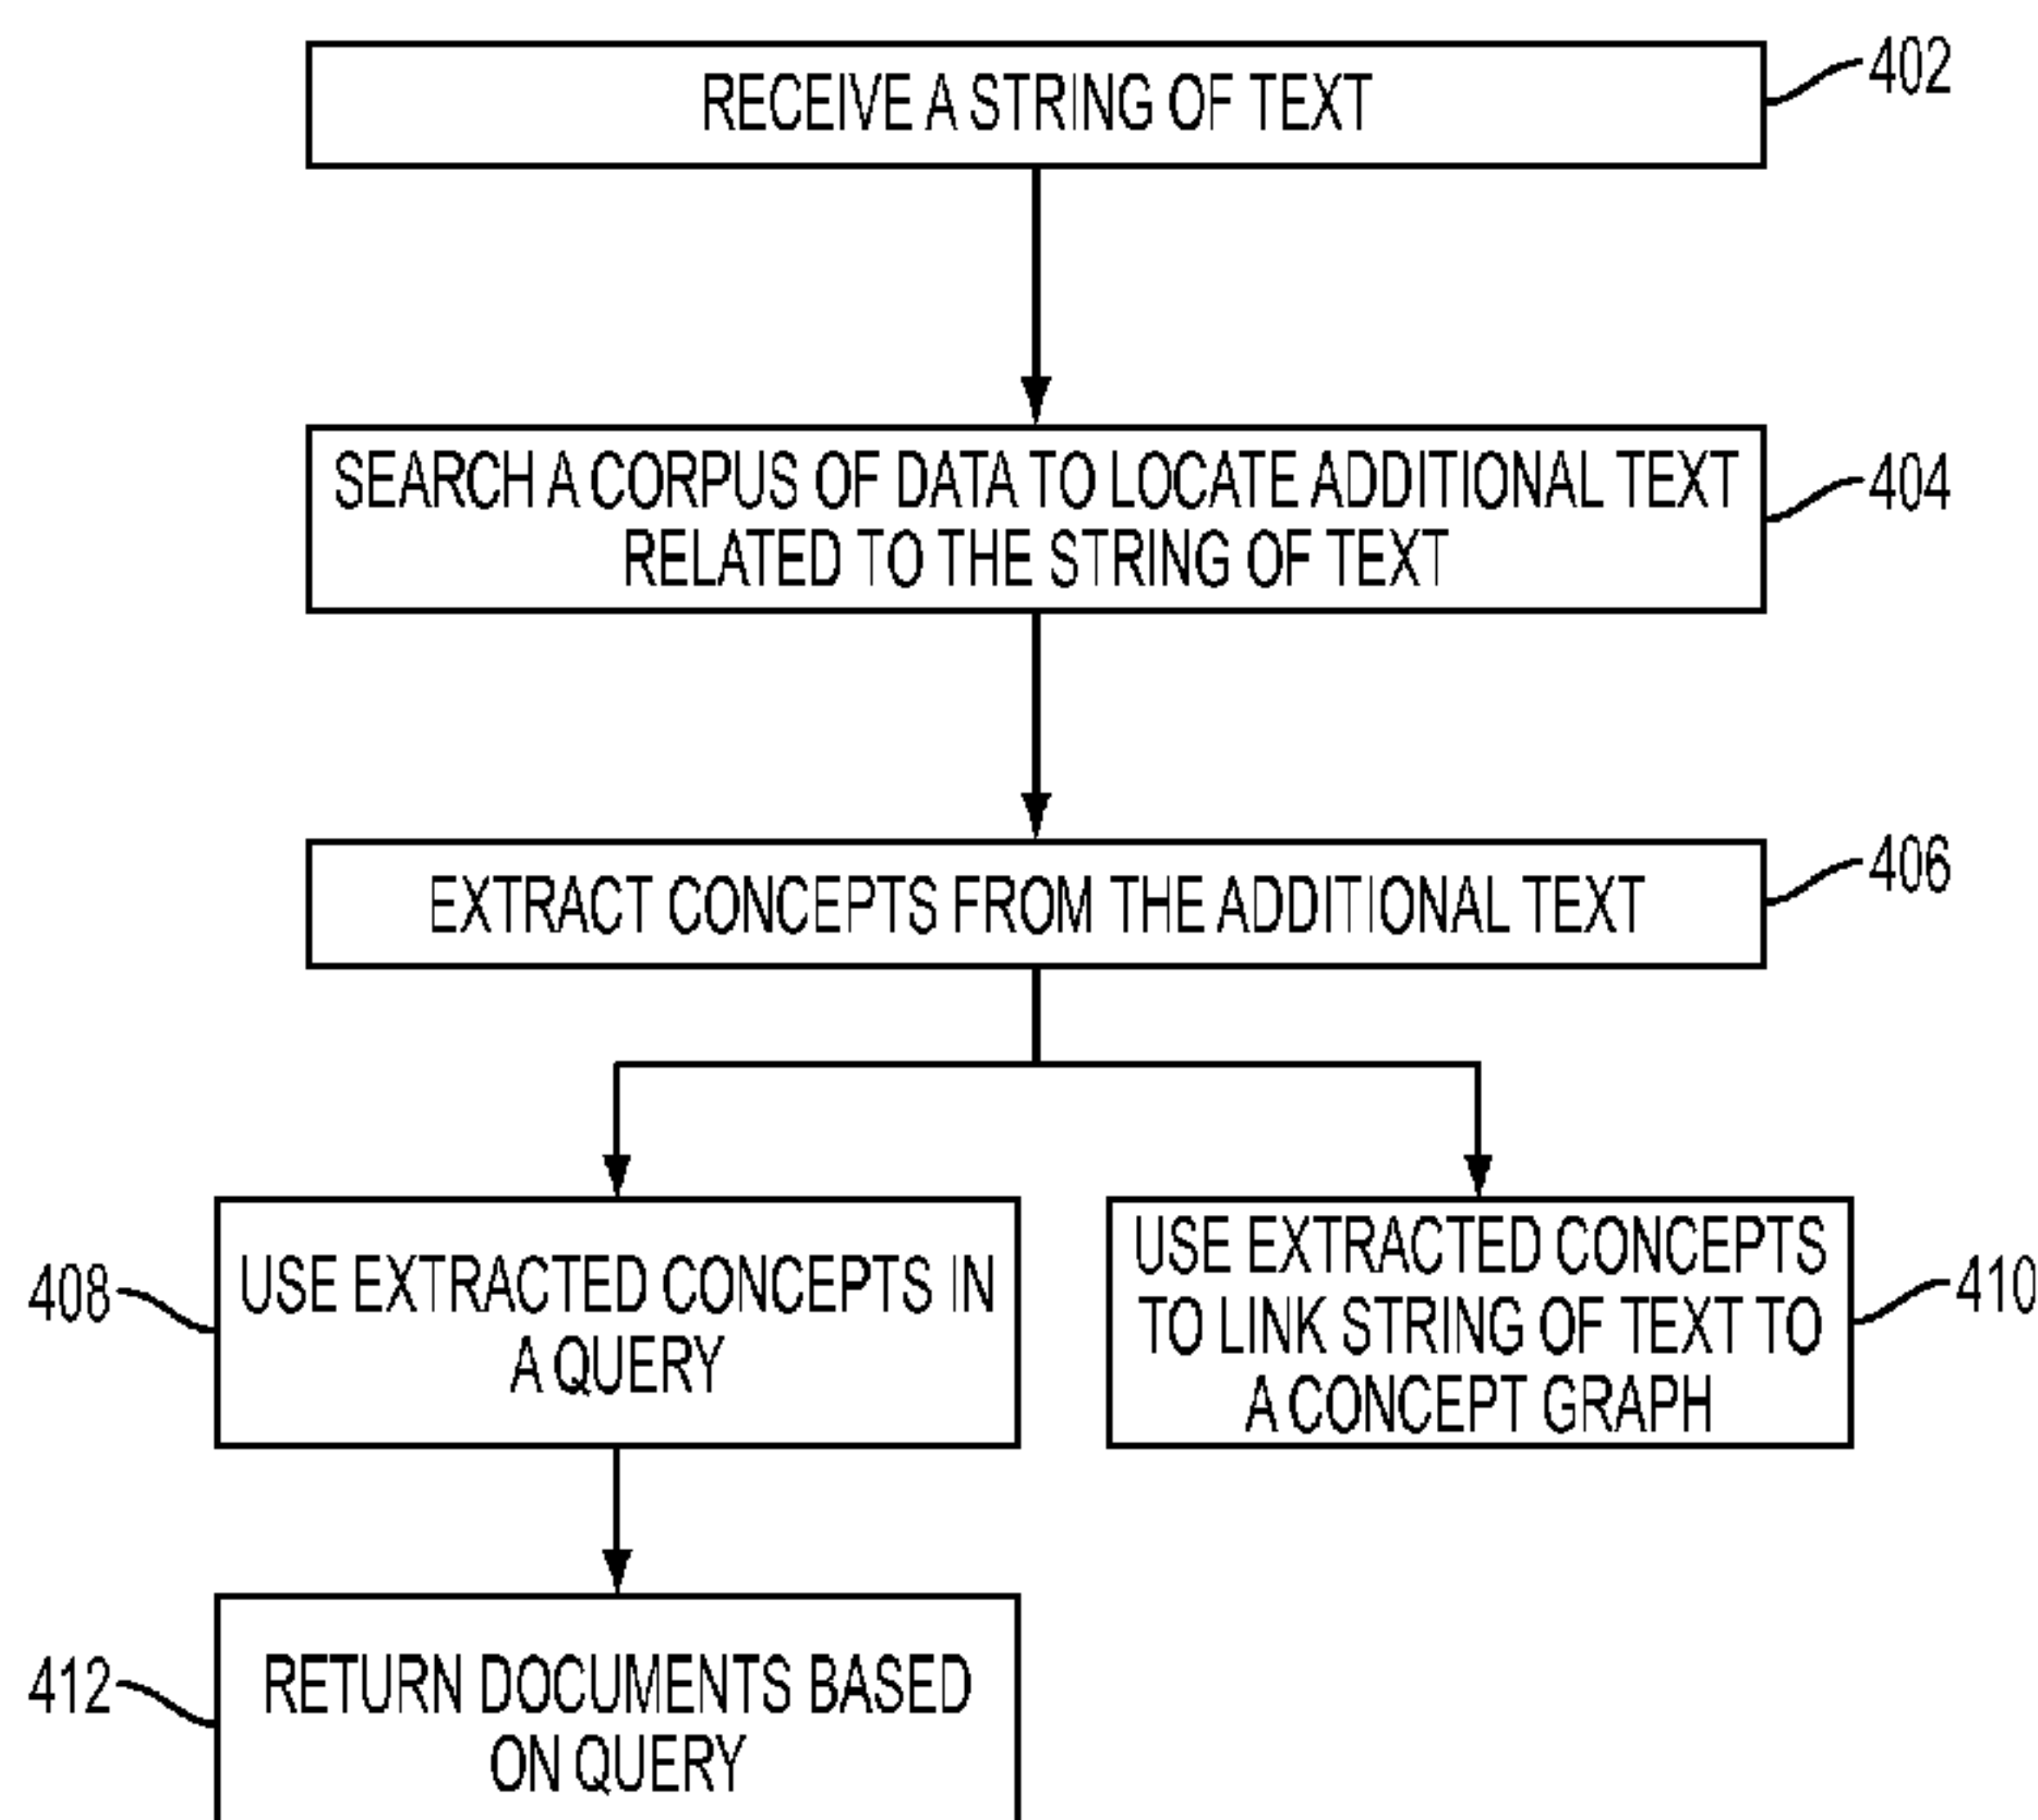 RECEIVE A STRING OF TEXT
402
SEARCH A CORPUS OF DATA TO LOCATE ADDITIONAL TEXT
RELATED TO THE STRING OF TEXT
404
EXTRACT CONCEPTS FROM THE ADDITIONAL TEXT
406
408
USE EXTRACTED CONCEPTS IN
A QUERY
USE EXTRACTED CONCEPTS
TO LINK STRING OF TEXT TO
A CONCEPT GRAPH
410
412
RETURN DOCUMENTS BASED
ON QUERY